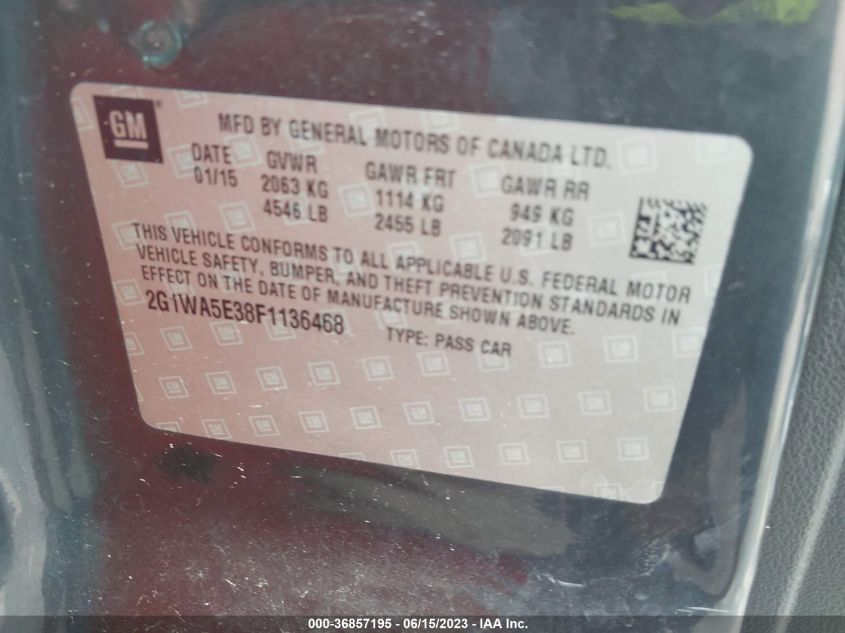 GM
MFD BY GENERAL MOTORS OF CANADA LTD.
DATE GVWR GAWR FRT GAWR RR
01/15 2063 KG 1114 KG 949 KG
4546 LB 2455 LB 2091 LB
THIS VEHICLE CONFORMS TO ALL APPLICABLE U.S. FEDERAL MOTOR
VEHICLE SAFETY, BUMPER, AND THEFT PREVENTION STANDARDS IN
EFFECT ON THE DATE OF MANUFACTURE SHOWN ABOVE.
2G1WA5E38F1136468 TYPE: PASS CAR
000-36857195 - 06/15/2023 - IAA Inc.